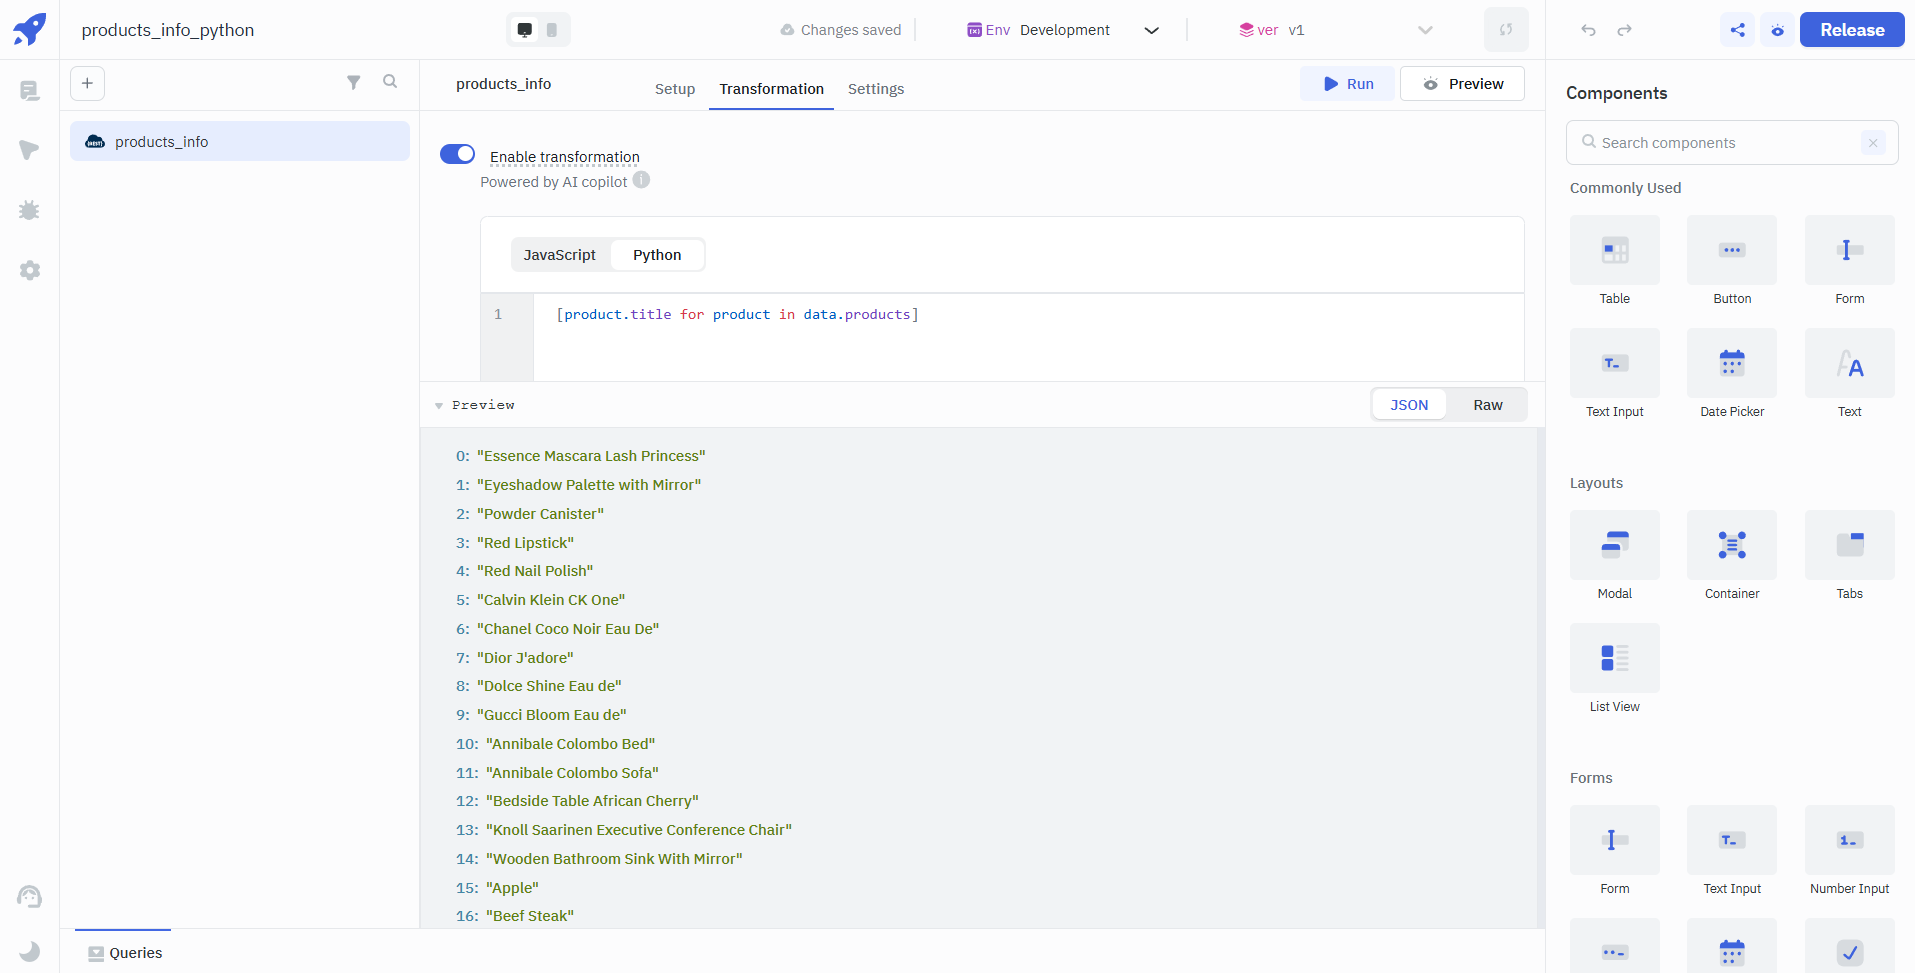 products_info_python
Changes saved
Env Development
ver v1
Release
products_info
Setup
Transformation
Settings
Run
Preview
Components
products_info
Search components
Enable transformation
Powered by AI copilot
Commonly Used
JavaScript
Python
Table
Button
Form
1 [product.title for product in data.products]
Text Input
Date Picker
Text
Preview
JSON
Raw
0: "Essence Mascara Lash Princess"
1: "Eyeshadow Palette with Mirror"
2: "Powder Canister"
3: "Red Lipstick"
4: "Red Nail Polish"
5: "Calvin Klein CK One"
6: "Chanel Coco Noir Eau De"
7: "Dior J'adore"
8: "Dolce Shine Eau de"
9: "Gucci Bloom Eau de"
10: "Annibale Colombo Bed"
11: "Annibale Colombo Sofa"
12: "Bedside Table African Cherry"
13: "Knoll Saarinen Executive Conference Chair"
14: "Wooden Bathroom Sink With Mirror"
15: "Apple"
16: "Beef Steak"
Layouts
Modal
Container
Tabs
List View
Forms
Form
Text Input
Number Input
Queries